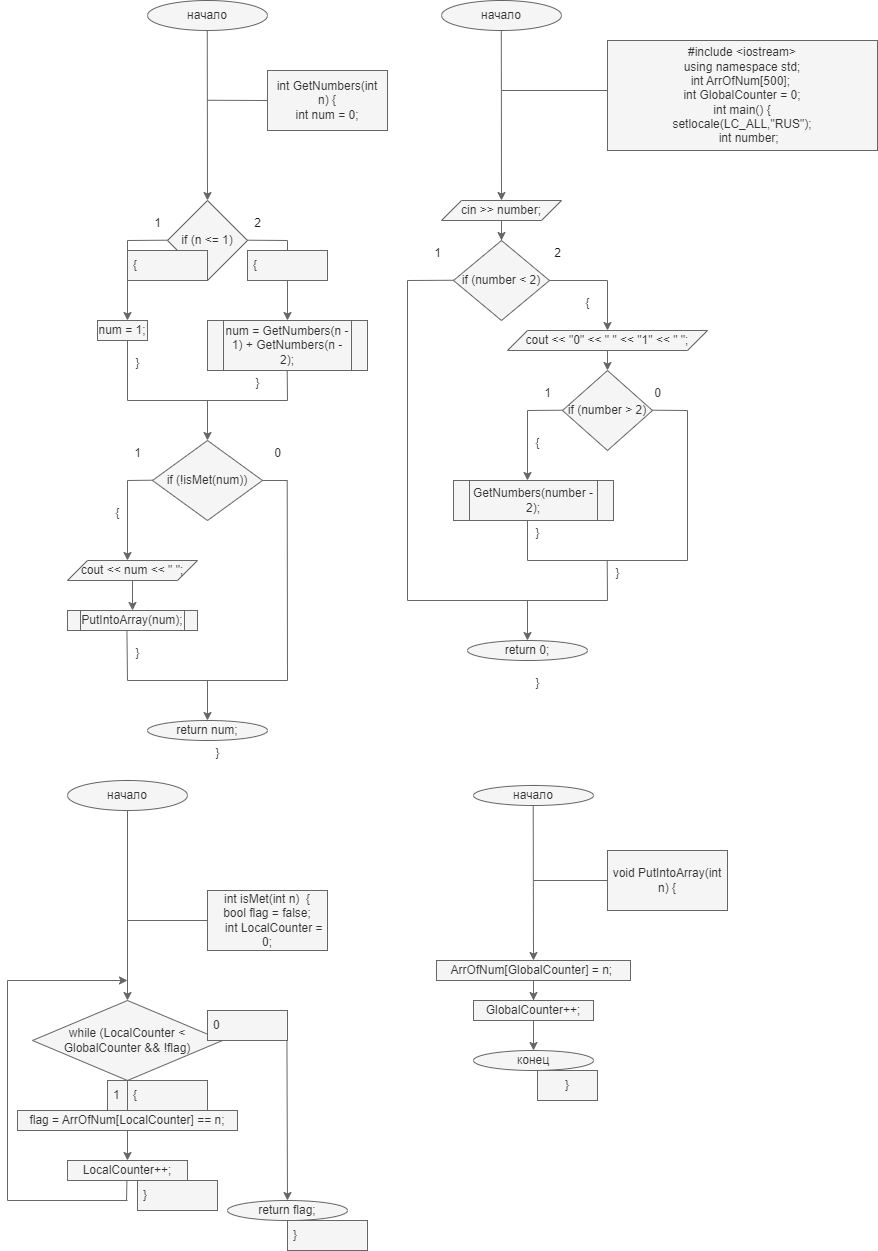 начало
int GetNumbers(int
n) {
int num = 0;
1
2
if (n <= 1)
{
{
num = 1;
num = GetNumbers(n -
1) + GetNumbers(n -
2);
}
}
1
0
if (!isMet(num))
{
cout << num << " ";
PutIntoArray(num);
}
return num;
}
начало
#include <iostream>
using namespace std;
int ArrOfNum[500];
int GlobalCounter = 0;
int main() {
setlocale(LC_ALL,"RUS");
int number;
cin >> number;
1
2
if (number < 2)
{
cout << "0" << " " << "1" << " ";
1
0
if (number > 2)
{
GetNumbers(number -
2);
}
}
return 0;
}
начало
int isMet(int n) {
bool flag = false;
int LocalCounter =
0;
while (LocalCounter <
GlobalCounter && !flag)
0
1
{
flag = ArrOfNum[LocalCounter] == n;
LocalCounter++;
}
return flag;
}
начало
void PutIntoArray(int
n) {
ArrOfNum[GlobalCounter] = n;
GlobalCounter++;
конец
}